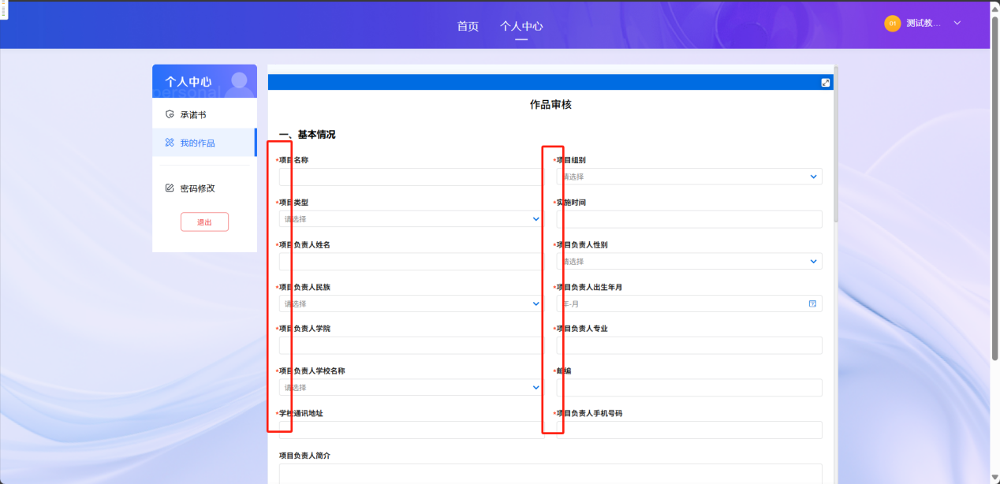 首页
个人中心
01
测试教...
个人中心
personal
承诺书
我的作品
密码修改
退出
作品审核
一、基本情况
*项目名称
*项目组别
请选择
*项目类型
*实施时间
请选择
*项目负责人姓名
*项目负责人性别
请选择
*项目负责人民族
*项目负责人出生年月
请选择
年-月
*项目负责人学院
*项目负责人专业
*项目负责人学校名称
*邮编
请选择
*学校通讯地址
*项目负责人手机号码
项目负责人简介